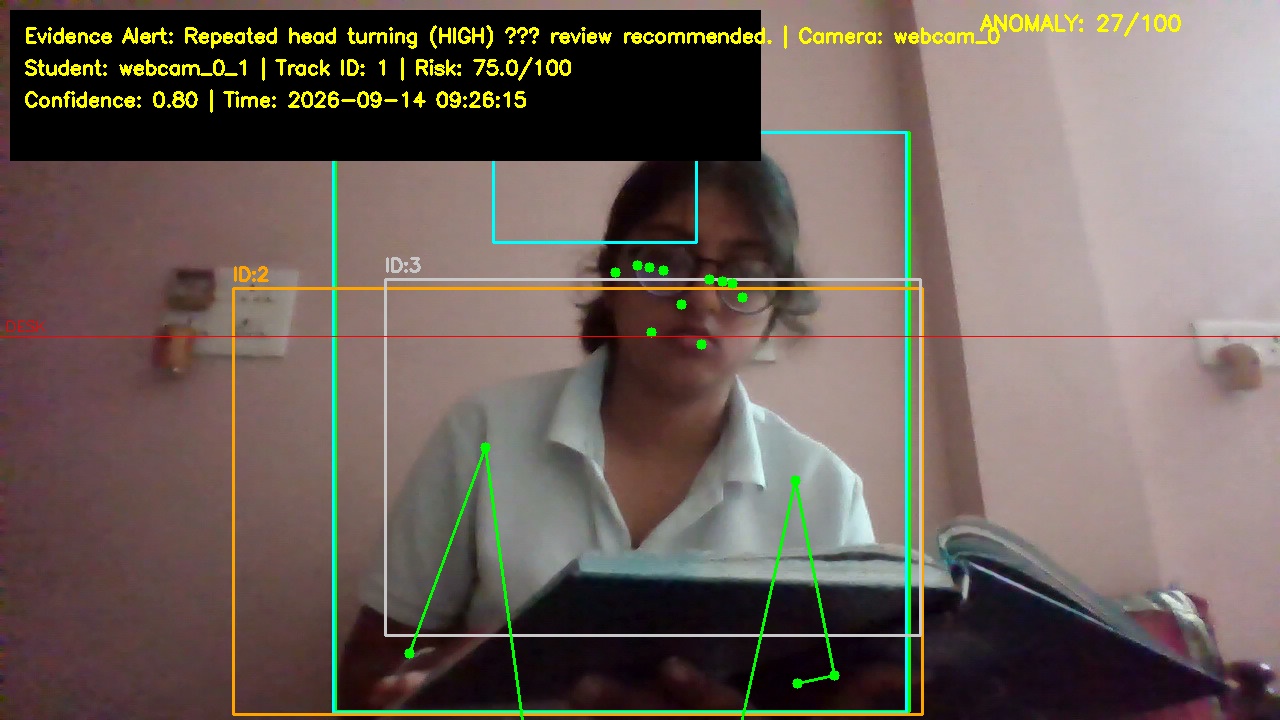 Evidence Alert: Repeated head turning (HIGH) ??? review recommended. | Camera: webcam_0
ANOMALY: 27/100
Student: webcam_0_1 | Track ID: 1 | Risk: 75.0/100
Confidence: 0.80 | Time: 2026-09-14 09:26:15
ID:3
ID:2
DESK